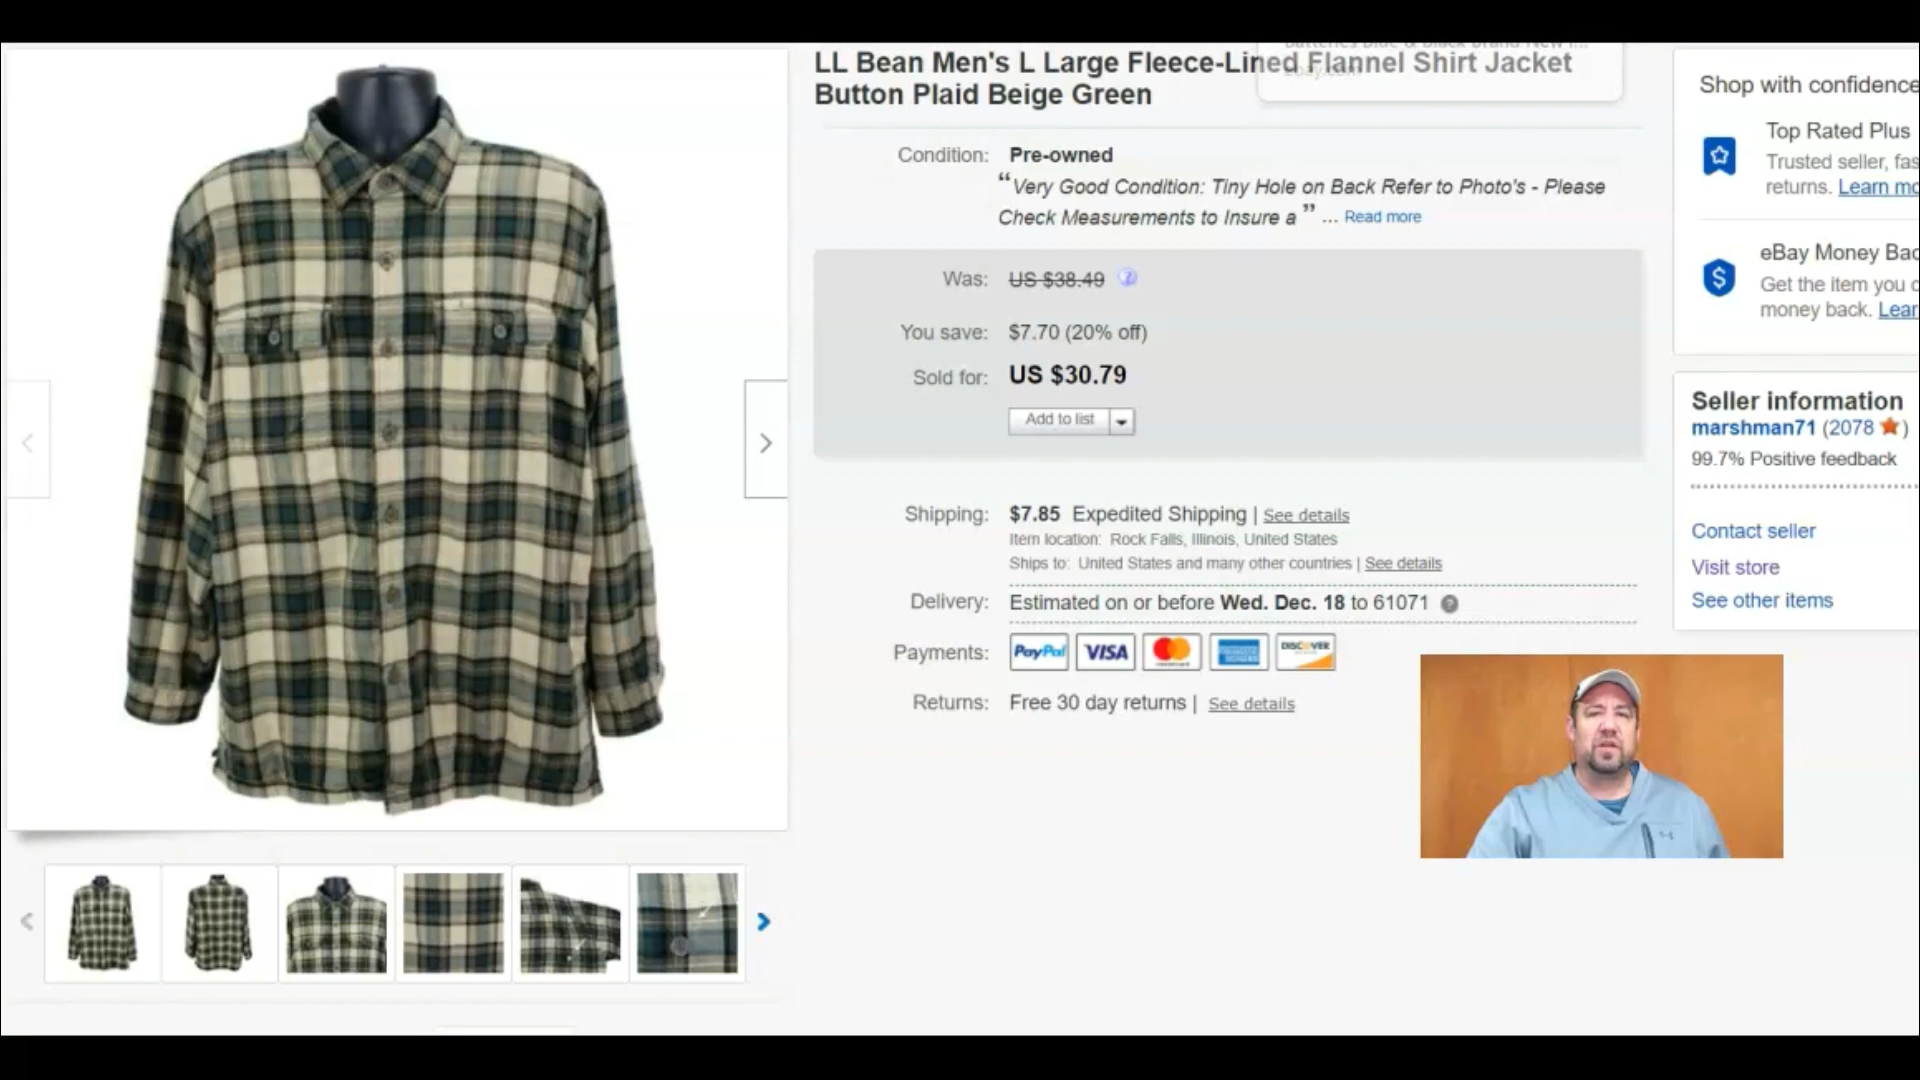 LL Bean Men's L Large Fleece-Lined Flannel Shirt Jacket
Button Plaid Beige Green
Condition: Pre-owned
“Very Good Condition: Tiny Hole on Back Refer to Photo's - Please
Check Measurements to Insure a ” ... Read more
Was: US $38.49
You save: $7.70 (20% off)
Sold for: US $30.79
Add to list
Shipping: $7.85 Expedited Shipping | See details
Item location: Rock Falls, Illinois, United States
Ships to: United States and many other countries | See details
Delivery: Estimated on or before Wed. Dec. 18 to 61071
Payments: PayPal VISA MasterCard AMERICAN EXPRESS DISCOVER
Returns: Free 30 day returns | See details
Shop with confidence
Top Rated Plus
Trusted seller, fas
returns. Learn mo
eBay Money Bac
Get the item you o
money back. Lear
Seller information
marshman71 (2078 )
99.7% Positive feedback
Contact seller
Visit store
See other items